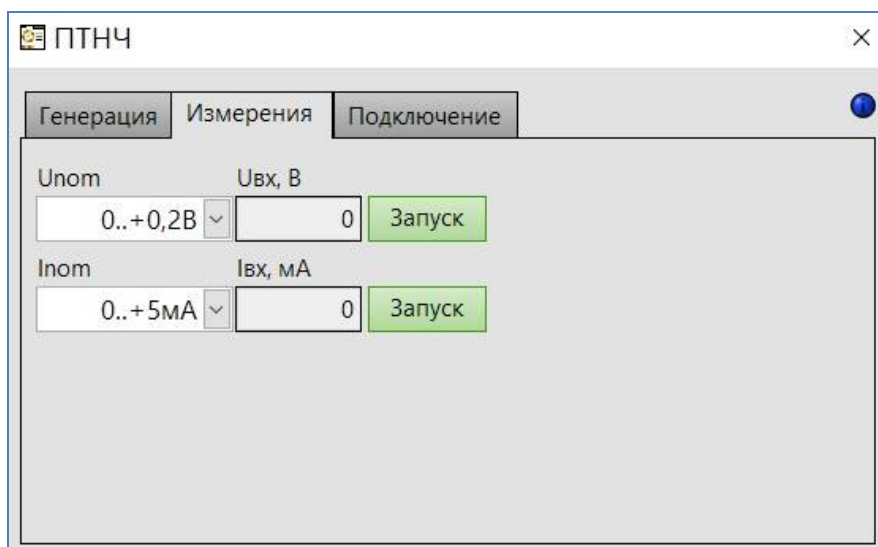 ПТНЧ
Генерация Измерения Подключение
Unom Uвх, В
0..+0,2В 0 Запуск
Inom Iвх, мА
0..+5мА 0 Запуск